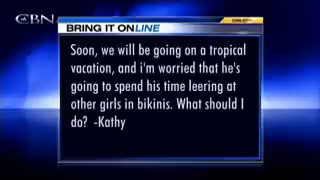 CBN
BRING IT ONLINE
Soon, we will be going on a tropical
vacation, and i'm worried that he's
going to spend his time leering at
other girls in bikinis. What should I
do? -Kathy